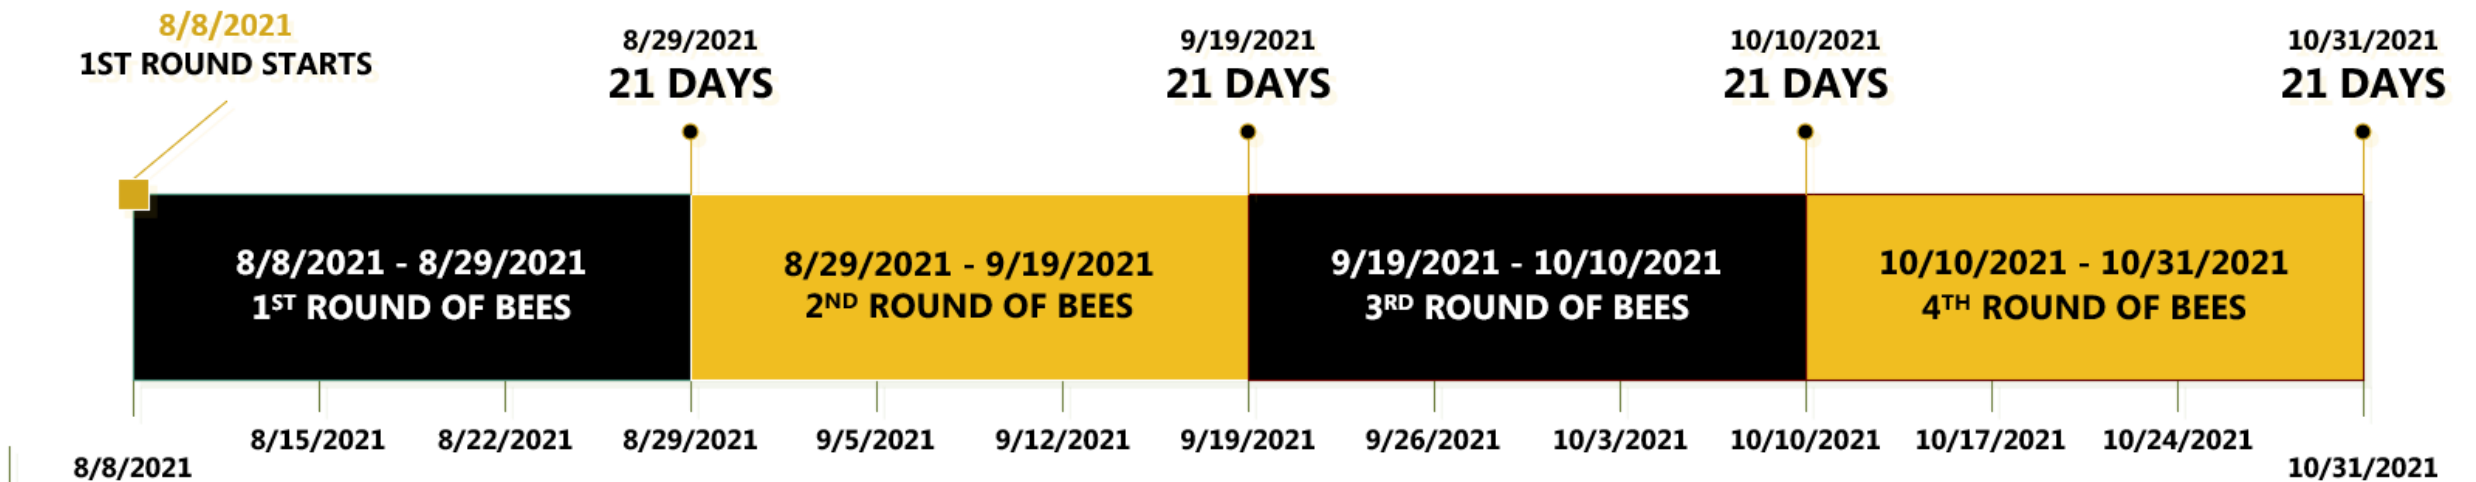 8/8/2021
1ST ROUND STARTS
8/29/2021
21 DAYS
9/19/2021
21 DAYS
10/10/2021
21 DAYS
10/31/2021
21 DAYS
8/8/2021 - 8/29/2021
1ST ROUND OF BEES
8/29/2021 - 9/19/2021
2ND ROUND OF BEES
9/19/2021 - 10/10/2021
3RD ROUND OF BEES
10/10/2021 - 10/31/2021
4TH ROUND OF BEES
8/8/2021
8/15/2021
8/22/2021
8/29/2021
9/5/2021
9/12/2021
9/19/2021
9/26/2021
10/3/2021
10/10/2021
10/17/2021
10/24/2021
10/31/2021